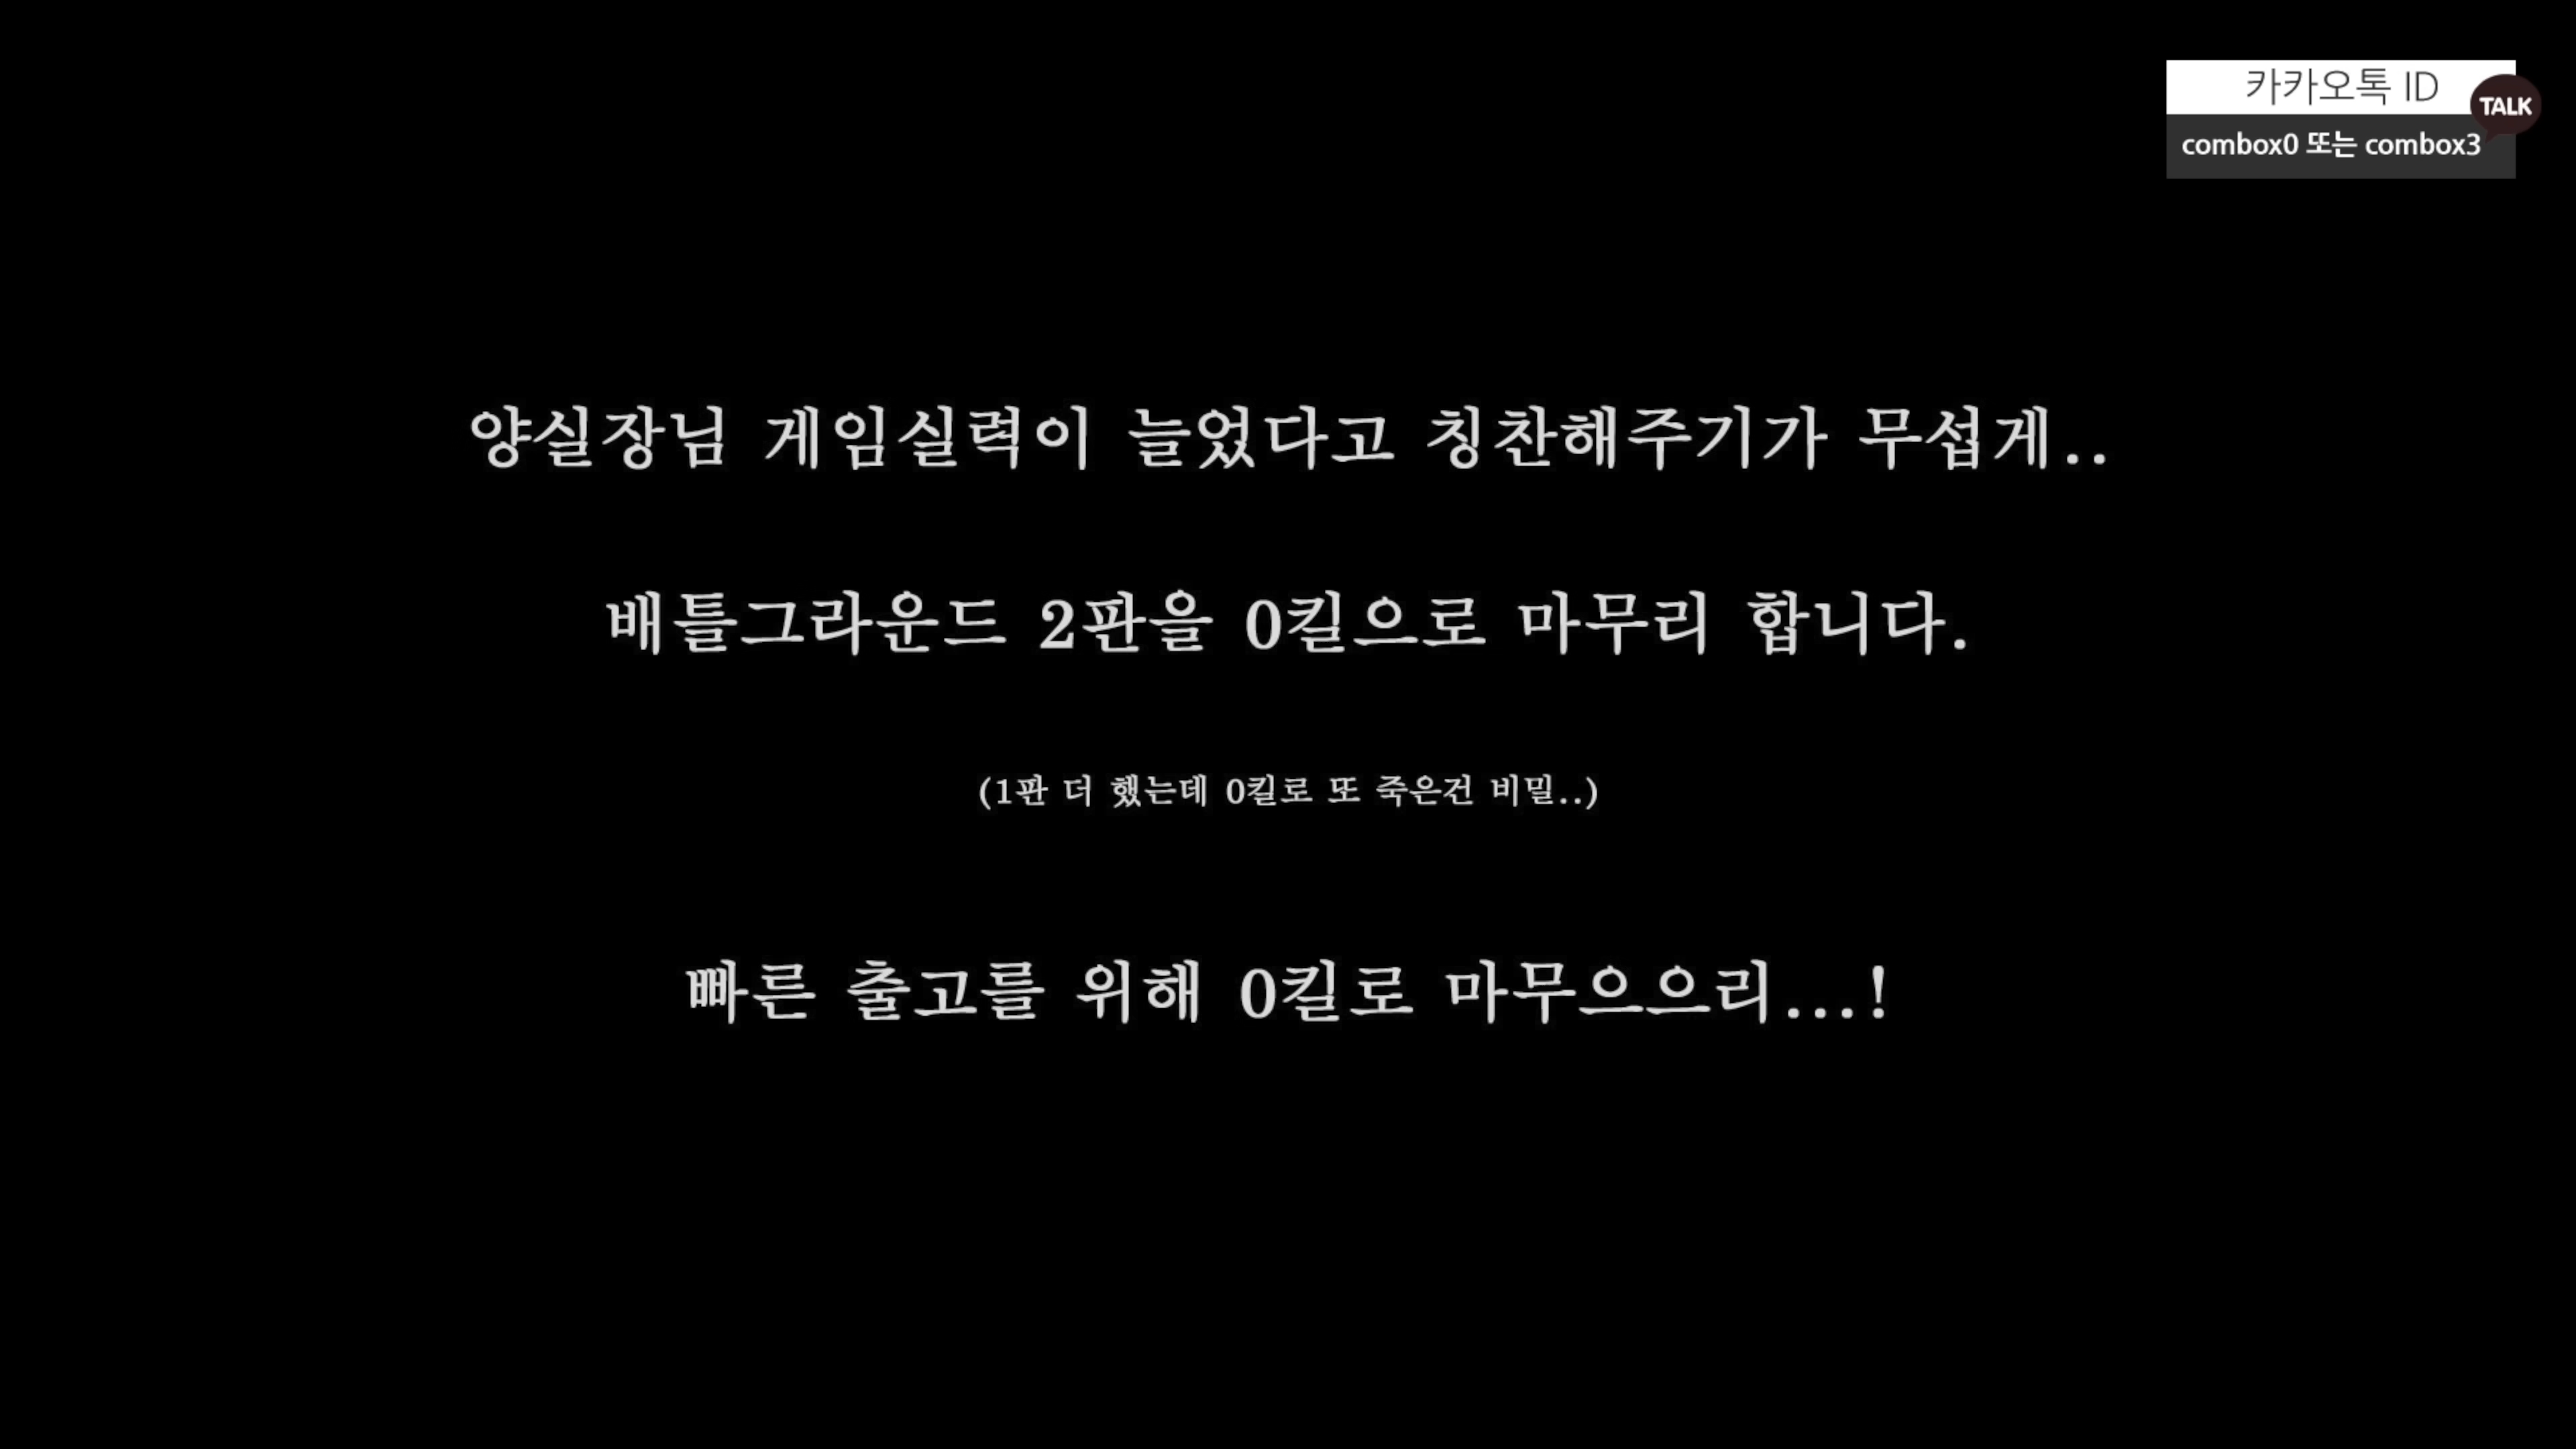 카카오톡 ID
TALK
combox0 또는 combox3
양실장님 게임실력이 늘었다고 칭찬해주기가 무섭게..
배틀그라운드 2판을 0킬으로 마무리 합니다.
(1판 더 했는데 0킬로 또 죽은건 비밀..)
빠른 출고를 위해 0킬로 마무으으리...!